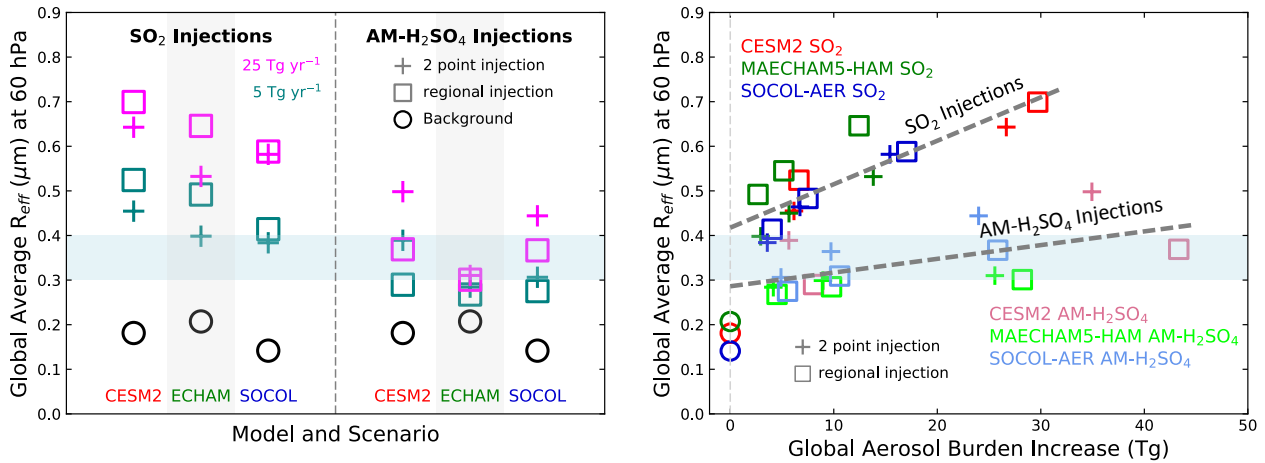 Global Average R_eff (μm) at 60 hPa
0.9
0.8
0.7
0.6
0.5
0.4
0.3
0.2
0.1
0.0
SO₂ Injections
AM-H₂SO₄ Injections
25 Tg yr⁻¹
5 Tg yr⁻¹
2 point injection
regional injection
Background
CESM2 ECHAM SOCOL
CESM2 ECHAM SOCOL
Model and Scenario
Global Average R_eff (μm) at 60 hPa
0.9
0.8
0.7
0.6
0.5
0.4
0.3
0.2
0.1
0.0
CESM2 SO₂
MAECHAM5-HAM SO₂
SOCOL-AER SO₂
SO₂ Injections
AM-H₂SO₄ Injections
CESM2 AM-H₂SO₄
MAECHAM5-HAM AM-H₂SO₄
SOCOL-AER AM-H₂SO₄
2 point injection
regional injection
0 10 20 30 40 50
Global Aerosol Burden Increase (Tg)